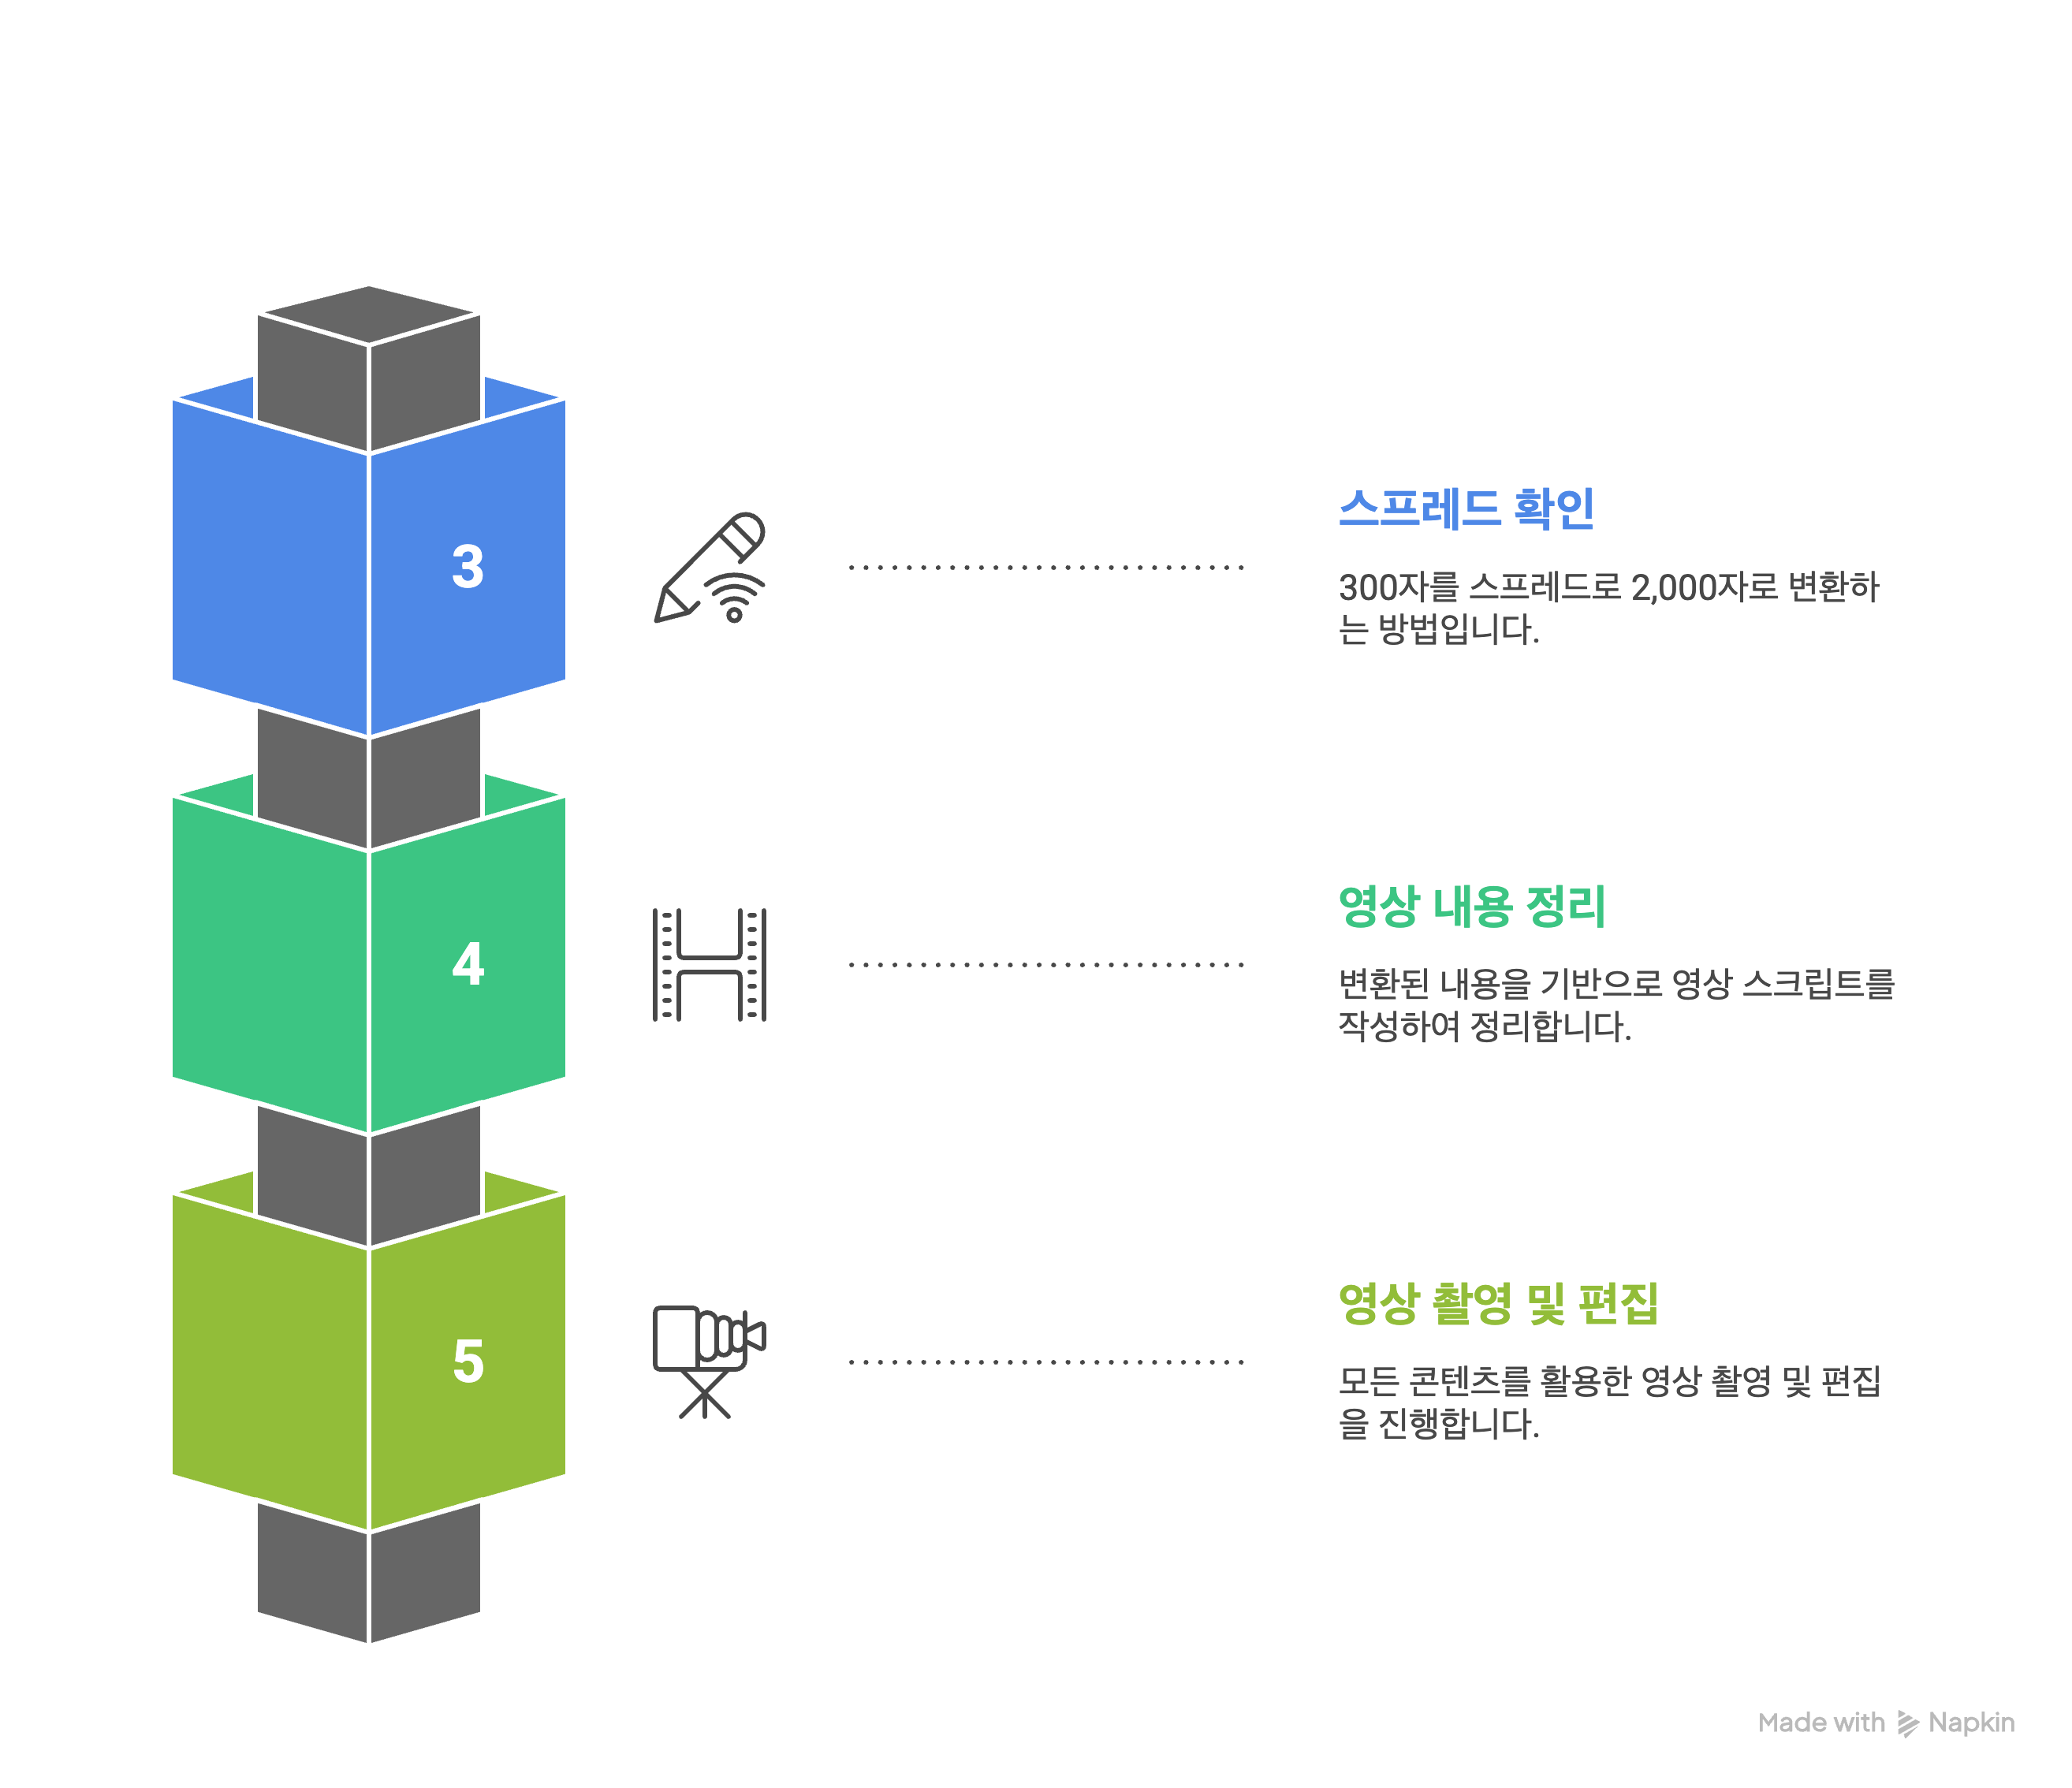 3
스프레드 확인
300자를 스프레드로 2,000자로 변환하
는 방법입니다.
4
영상 내용 정리
변환된 내용을 기반으로 영상 스크립트를
작성하여 정리합니다.
5
영상 촬영 및 편집
모든 콘텐츠를 활용한 영상 촬영 및 편집
을 진행합니다.
Made with Napkin